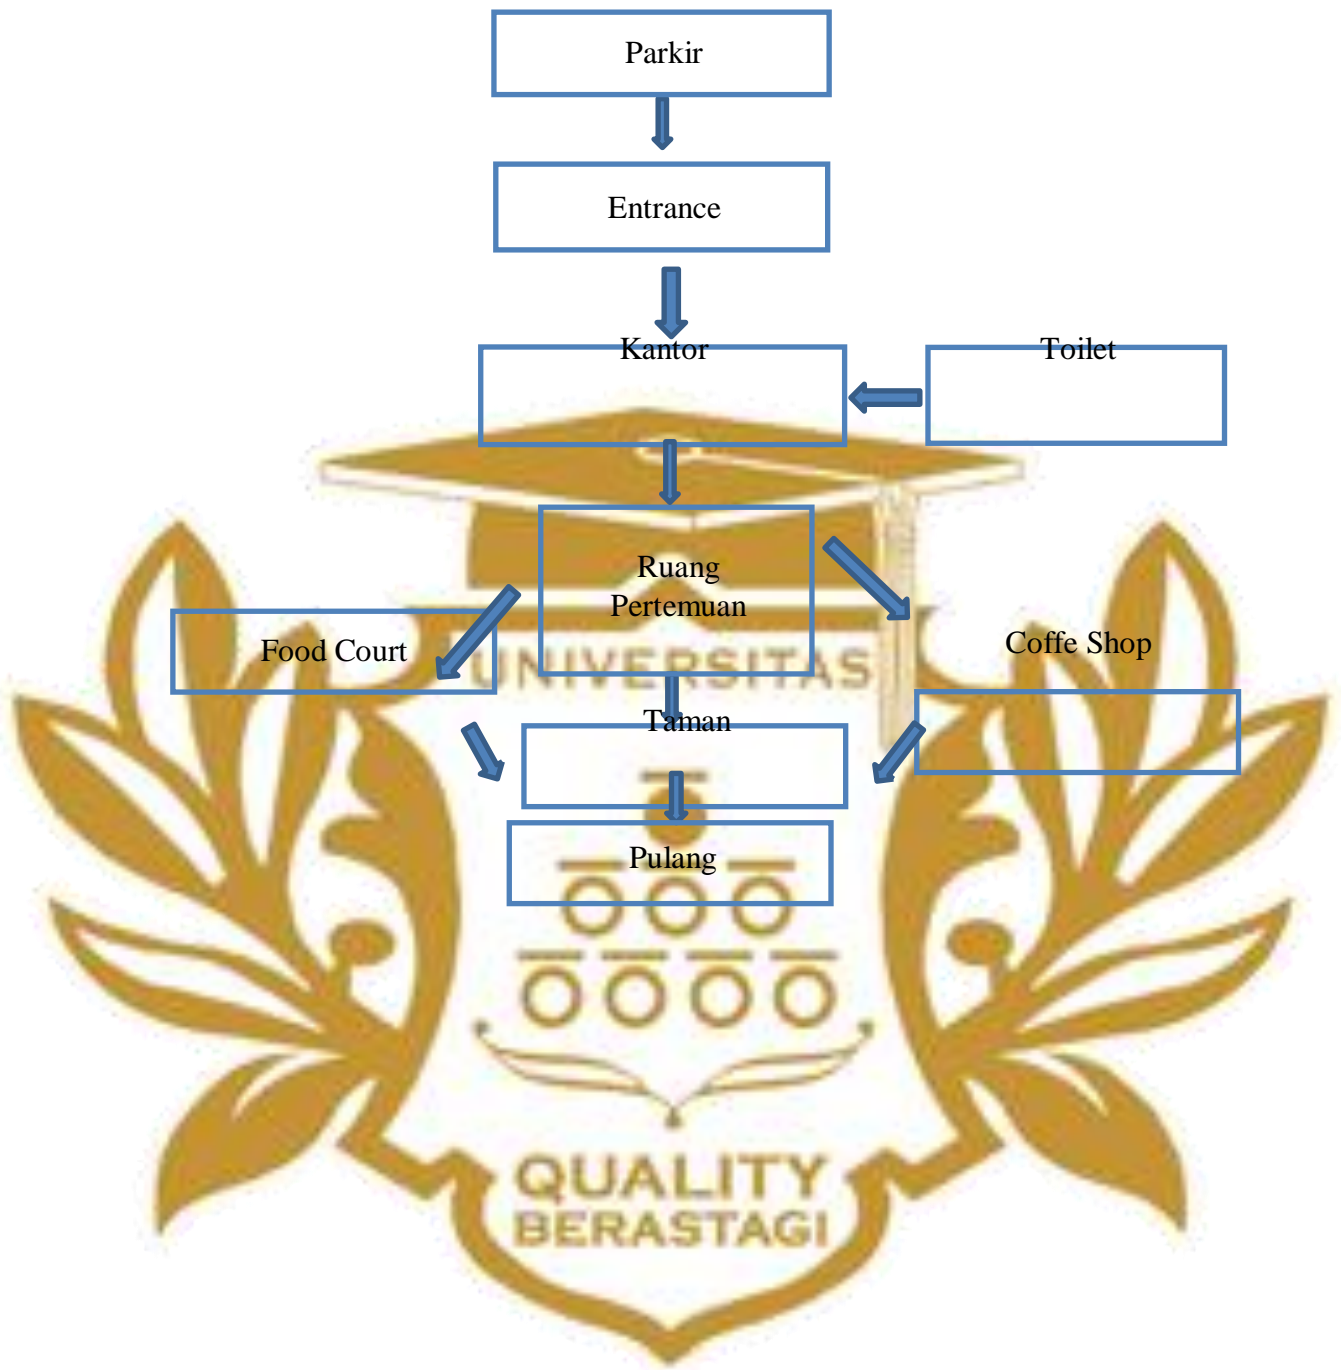 Parkir
Entrance
Kantor
Toilet
Ruang
Pertemuan
Food Court
Coffe Shop
UNIVERSITAS
Taman
Pulang
QUALITY
BERASTAGI